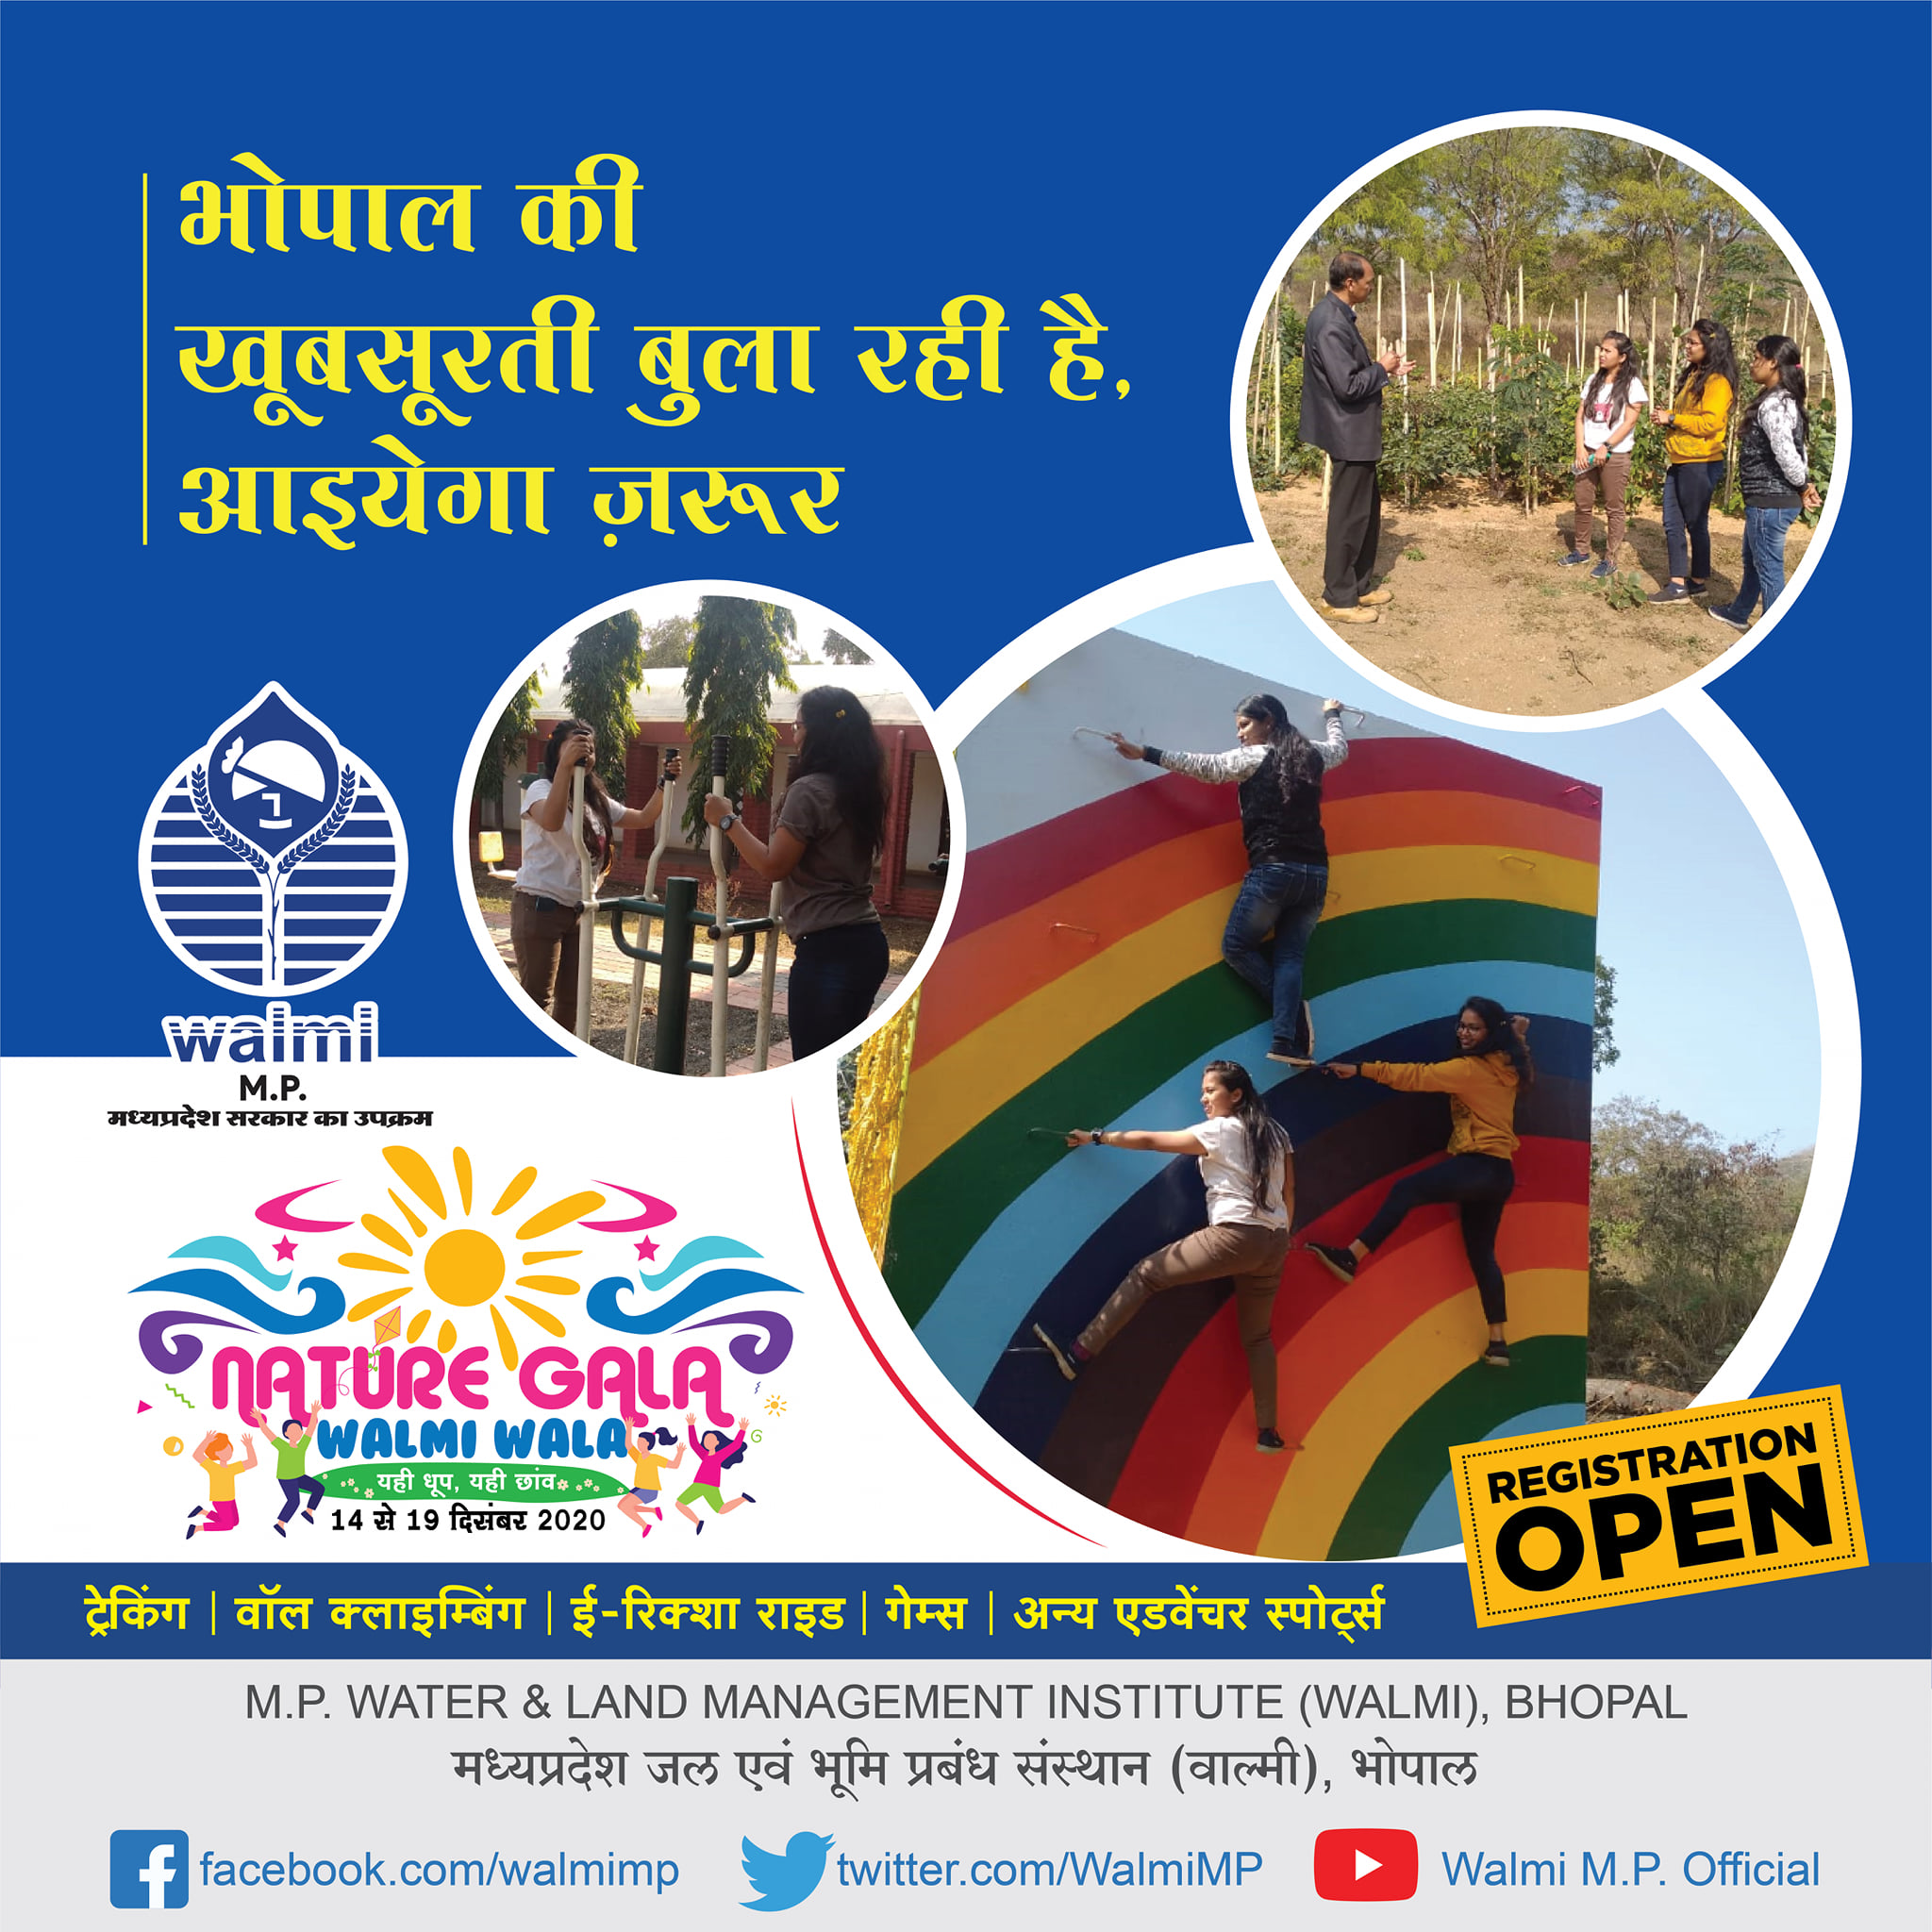 भोपाल की
खूबसूरती बुला रही है,
आइयेगा ज़रूर
walmi
M.P.
मध्यप्रदेश सरकार का उपक्रम
NATURE GALA
WALMI WALA
यही धूप, यही छांव
14 से 19 दिसंबर 2020
REGISTRATION
OPEN
ट्रेकिंग | वॉल क्लाइम्बिंग | ई-रिक्शा राइड | गेम्स | अन्य एडवेंचर स्पोर्ट्स
M.P. WATER & LAND MANAGEMENT INSTITUTE (WALMI), BHOPAL
मध्यप्रदेश जल एवं भूमि प्रबंध संस्थान (वाल्मी), भोपाल
facebook.com/walmimp
twitter.com/WalmiMP
Walmi M.P. Official